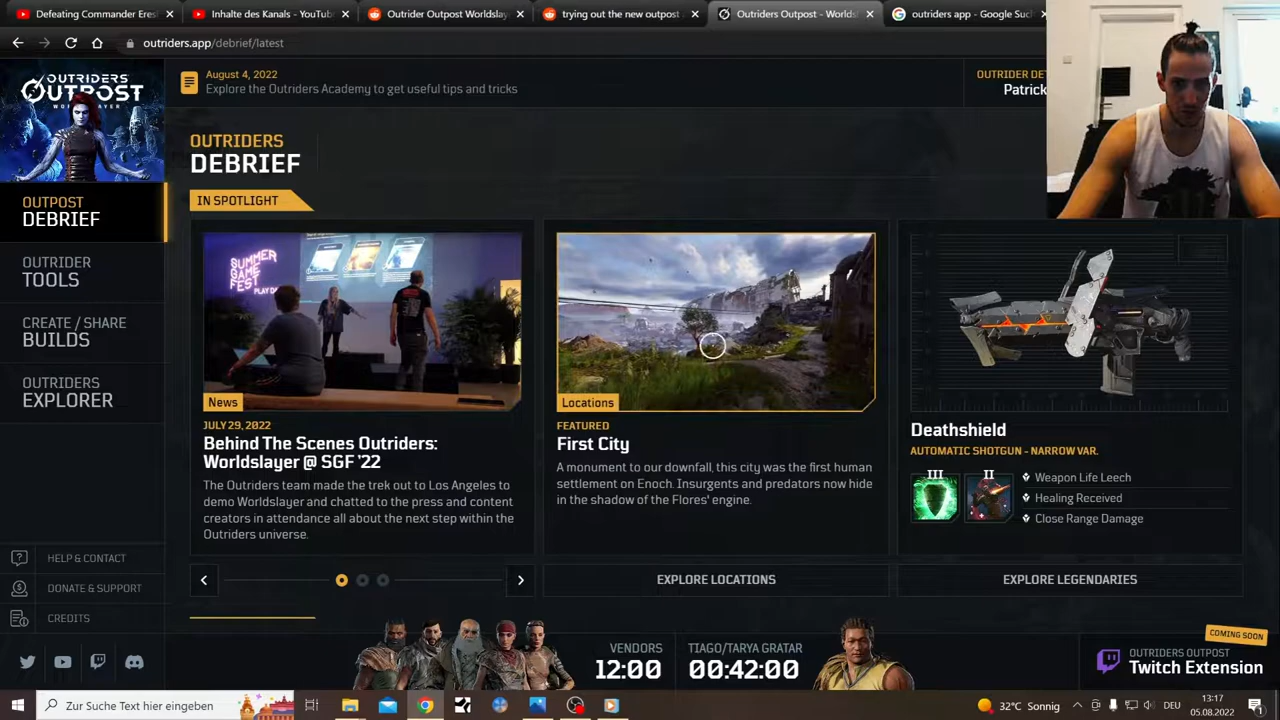 Defeating Commander Eresh
Inhalte des Kanals - YouTube
Outrider Outpost Worldslay
trying out the new outpost
Outriders Outpost - Worlds
outriders app - Google Suc
outriders.app/debrief/latest
OUTRIDERS
OUTPOST
WORLDSLAYER
August 4, 2022
Explore the Outriders Academy to get useful tips and tricks
OUTRIDER DET
Patrick
OUTPOST
DEBRIEF
OUTRIDER
TOOLS
CREATE / SHARE
BUILDS
OUTRIDERS
EXPLORER
HELP & CONTACT
DONATE & SUPPORT
CREDITS
OUTRIDERS
DEBRIEF
IN SPOTLIGHT
SUMMER
GAME
FEST
News
JULY 29, 2022
Behind The Scenes Outriders:
Worldslayer @ SGF '22
The Outriders team made the trek out to Los Angeles to
demo Worldslayer and chatted to the press and content
creators in attendance all about the next step within the
Outriders universe.
Locations
FEATURED
First City
A monument to our downfall, this city was the first human
settlement on Enoch. Insurgents and predators now hide
in the shadow of the Flores' engine.
EXPLORE LOCATIONS
Deathshield
AUTOMATIC SHOTGUN - NARROW VAR.
III
II
Weapon Life Leech
Healing Received
Close Range Damage
EXPLORE LEGENDARIES
VENDORS
12:00
TIAGO/TARYA GRATAR
00:42:00
COMING SOON
OUTRIDERS OUTPOST
Twitch Extension
Zur Suche Text hier eingeben
32°C Sonnig
DEU
13:17
05.08.2022